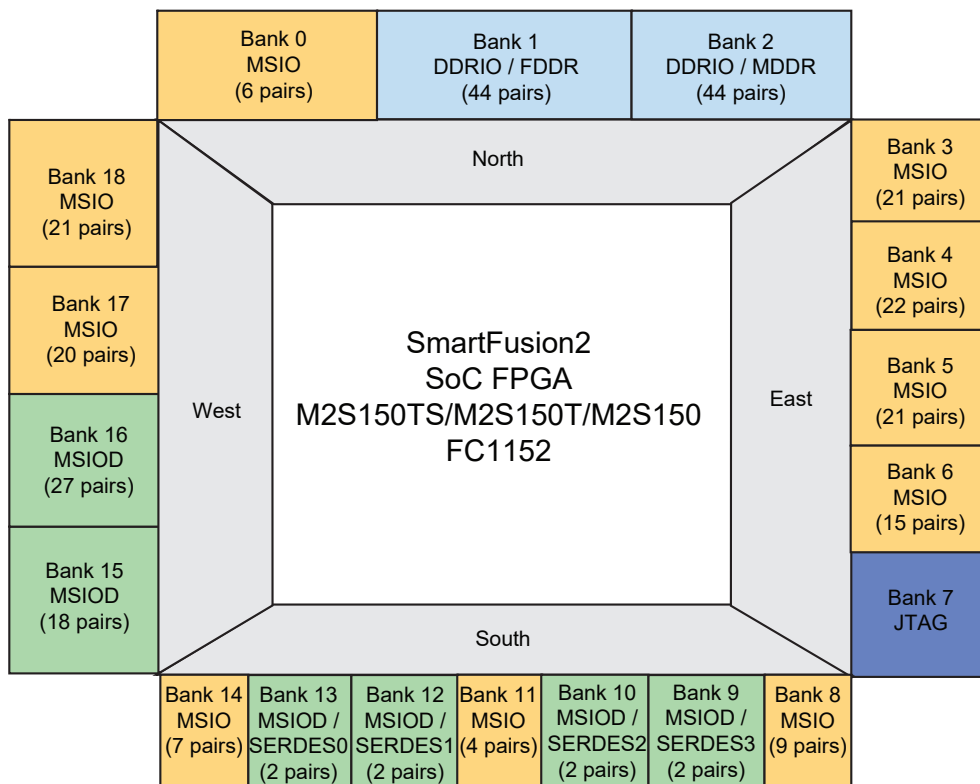 Bank 0
MSIO
(6 pairs)
Bank 1
DDRIO / FDDR
(44 pairs)
Bank 2
DDRIO / MDDR
(44 pairs)
North
Bank 18
MSIO
(21 pairs)
Bank 17
MSIO
(20 pairs)
Bank 16
MSIOD
(27 pairs)
Bank 15
MSIOD
(18 pairs)
West
SmartFusion2
SoC FPGA
M2S150TS/M2S150T/M2S150
FC1152
East
Bank 3
MSIO
(21 pairs)
Bank 4
MSIO
(22 pairs)
Bank 5
MSIO
(21 pairs)
Bank 6
MSIO
(15 pairs)
Bank 7
JTAG
South
Bank 14
MSIO
(7 pairs)
Bank 13
MSIOD /
SERDES0
(2 pairs)
Bank 12
MSIOD /
SERDES1
(2 pairs)
Bank 11
MSIO
(4 pairs)
Bank 10
MSIOD /
SERDES2
(2 pairs)
Bank 9
MSIOD /
SERDES3
(2 pairs)
Bank 8
MSIO
(9 pairs)